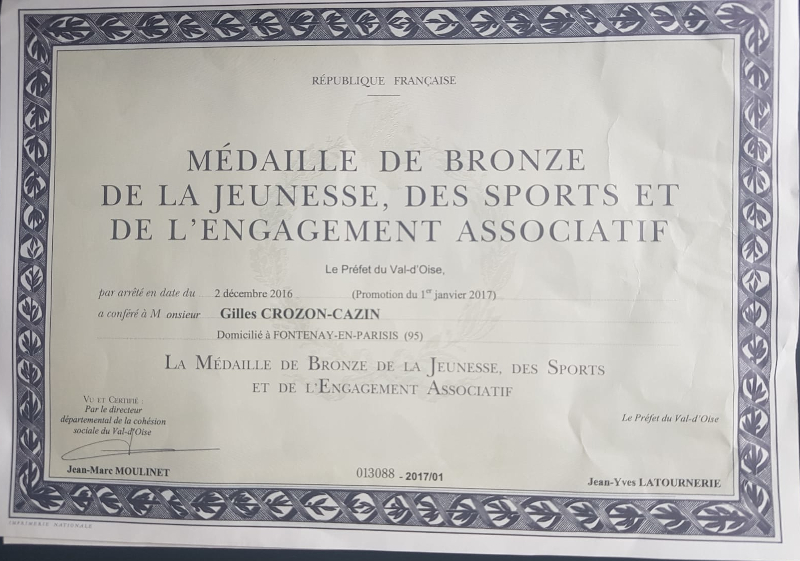 RÉPUBLIQUE FRANÇAISE
MÉDAILLE DE BRONZE
DE LA JEUNESSE, DES SPORTS ET
DE L'ENGAGEMENT ASSOCIATIF
Le Préfet du Val-d'Oise,
par arrêté en date du 2 décembre 2016 (Promotion du 1er janvier 2017)
a conféré à M onsieur Gilles CROZON-CAZIN
Domicilié à FONTENAY-EN-PARISIS (95)
LA MÉDAILLE DE BRONZE DE LA JEUNESSE, DES SPORTS
ET DE L'ENGAGEMENT ASSOCIATIF
VU ET CERTIFIÉ :
Par le directeur
départemental de la cohésion
sociale du Val-d'Oise
Jean-Marc MOULINET
013088 - 2017/01
Le Préfet du Val-d'Oise
Jean-Yves LATOURNERIE
IMPRIMERIE NATIONALE